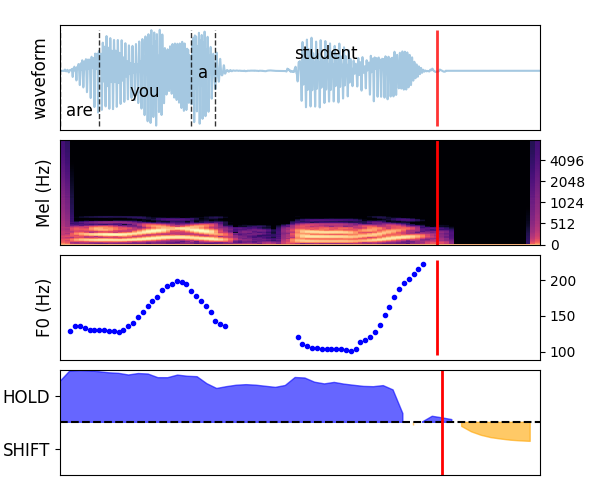 waveform
are
you
a
student
Mel (Hz)
4096
2048
1024
512
0
F0 (Hz)
200
150
100
HOLD
SHIFT